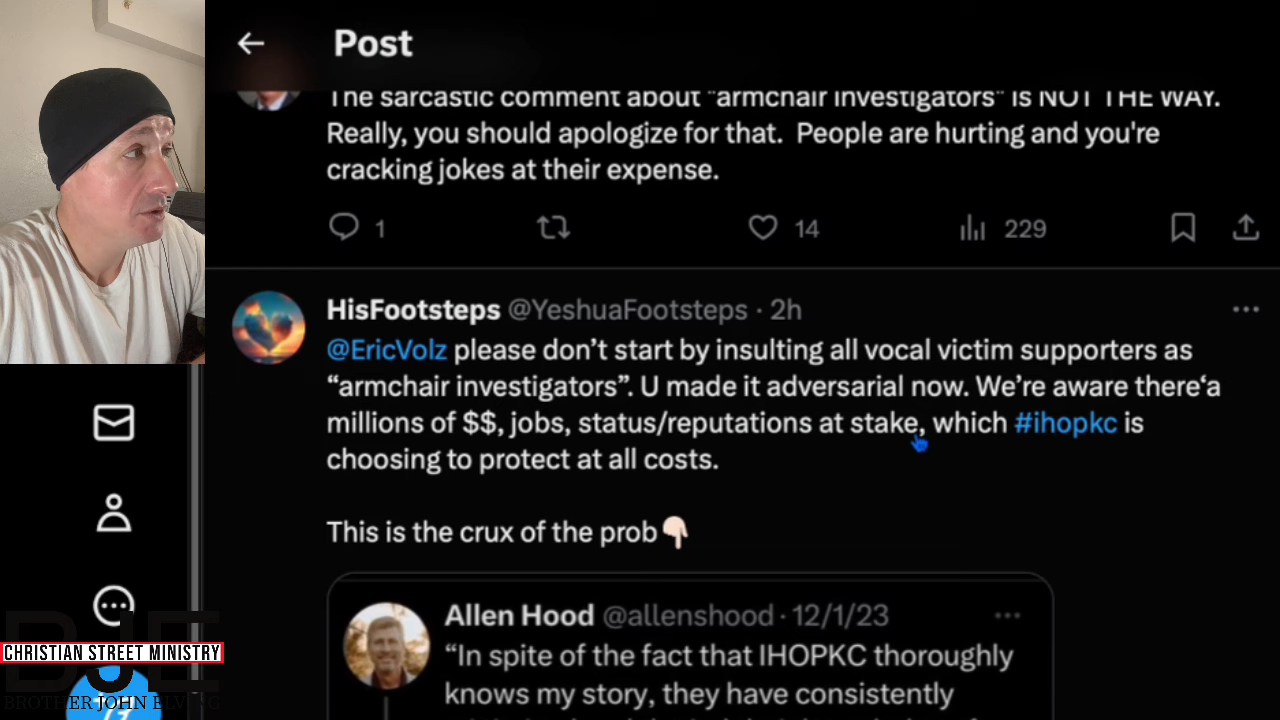 Post
The sarcastic comment about "armchair investigators" is NOT THE WAY.
Really, you should apologize for that.  People are hurting and you're
cracking jokes at their expense.
1
14
229
HisFootsteps @YeshuaFootsteps · 2h
@EricVolz please don’t start by insulting all vocal victim supporters as
“armchair investigators”. U made it adversarial now. We’re aware there‘a
millions of $$, jobs, status/reputations at stake, which #ihopkc is
choosing to protect at all costs.
This is the crux of the prob👇🏻
Allen Hood @allenshood · 12/1/23
“In spite of the fact that IHOPKC thoroughly
knows my story, they have consistently
BJE
CHRISTIAN STREET MINISTRY